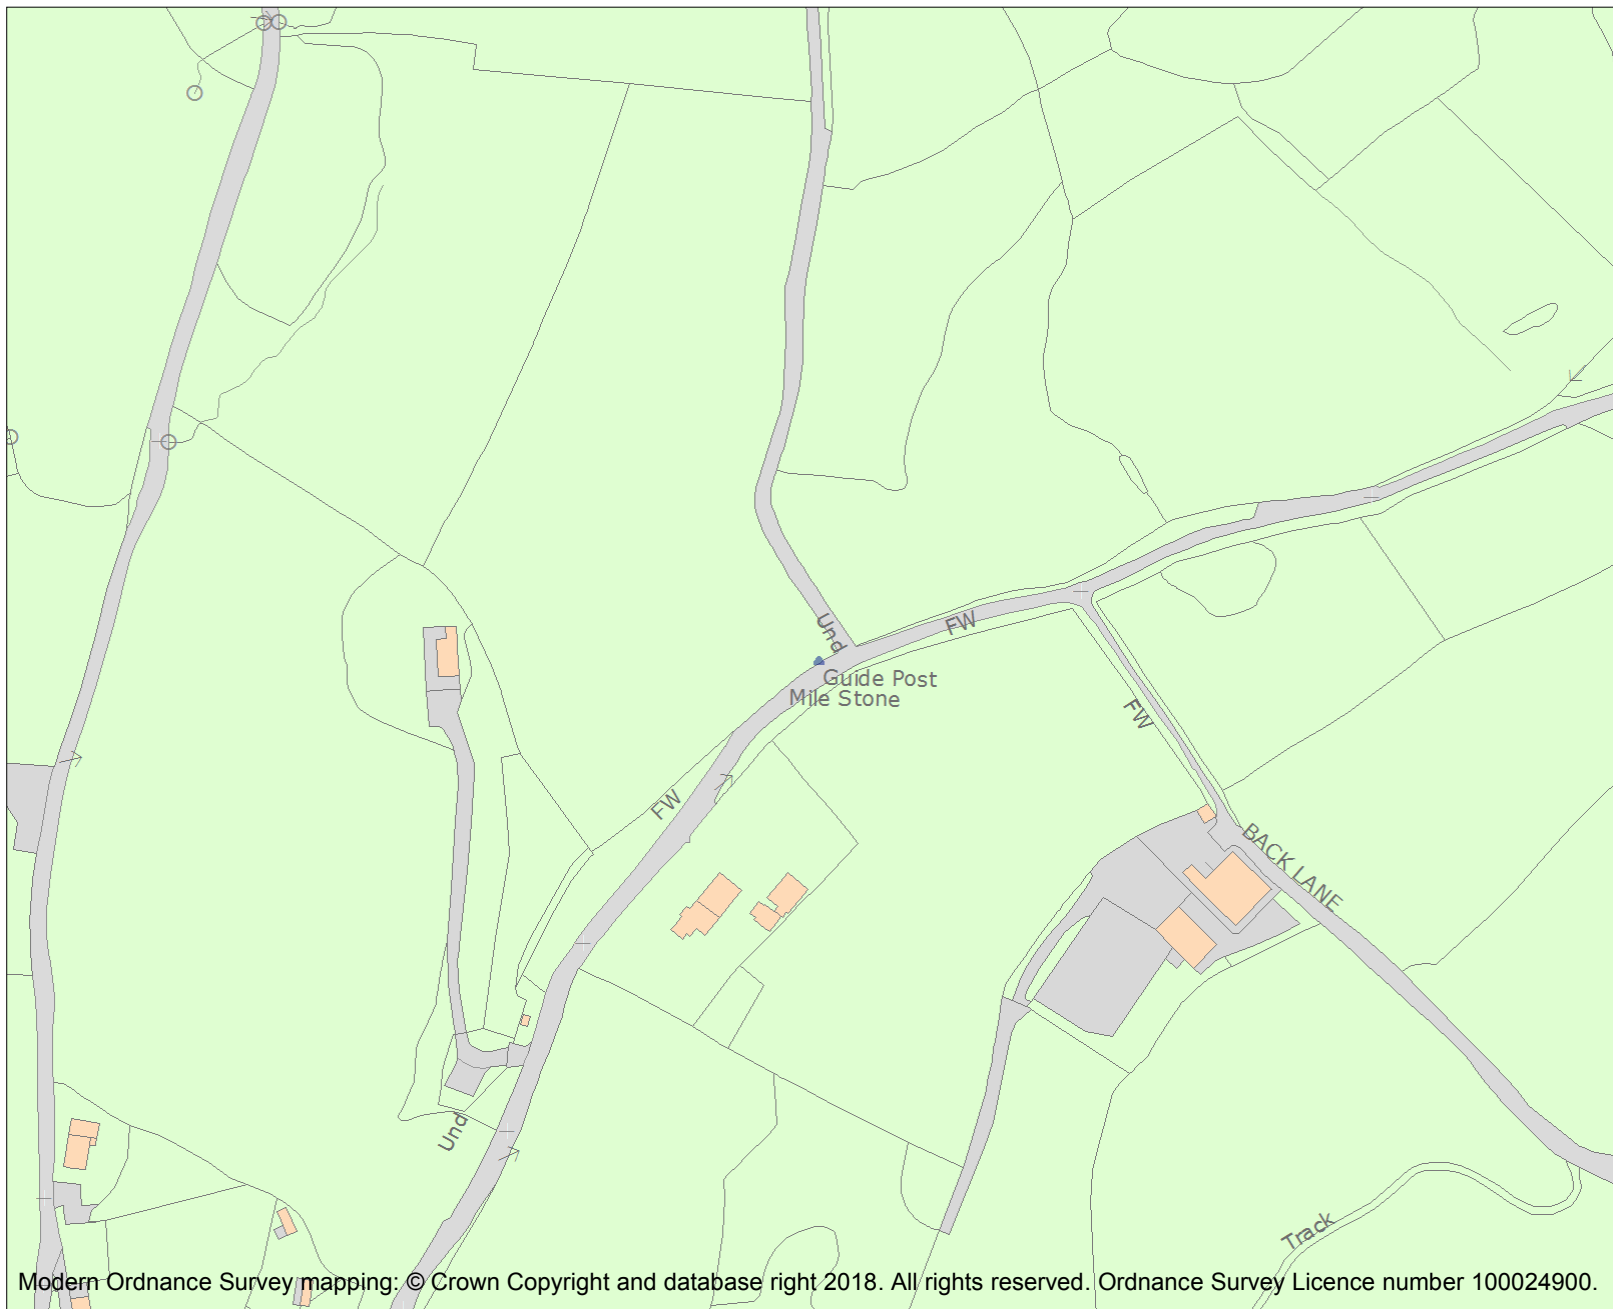 Und
FW
Guide Post
Mile Stone
FW
FW
BACK LANE
Und
Track
Modern Ordnance Survey mapping: © Crown Copyright and database right 2018. All rights reserved. Ordnance Survey Licence number 100024900.